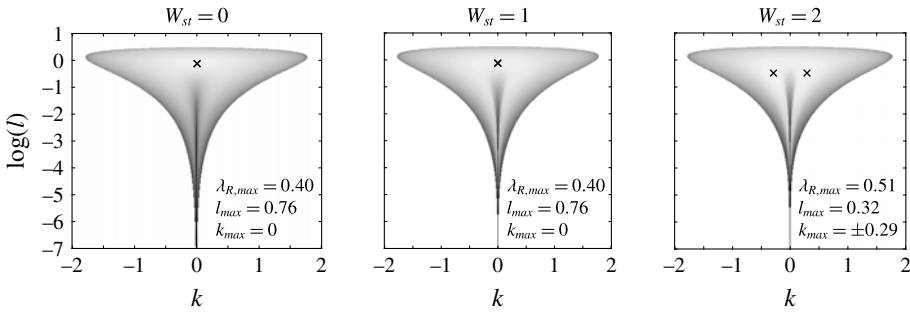 W_st = 0
W_st = 1
W_st = 2
log(l)
1
0
−1
−2
−3
−4
−5
−6
−7
λ_R,max = 0.40
l_max = 0.76
k_max = 0
λ_R,max = 0.40
l_max = 0.76
k_max = 0
λ_R,max = 0.51
l_max = 0.32
k_max = ±0.29
−2 −1 0 1 2
−2 −1 0 1 2
−2 −1 0 1 2
k
k
k